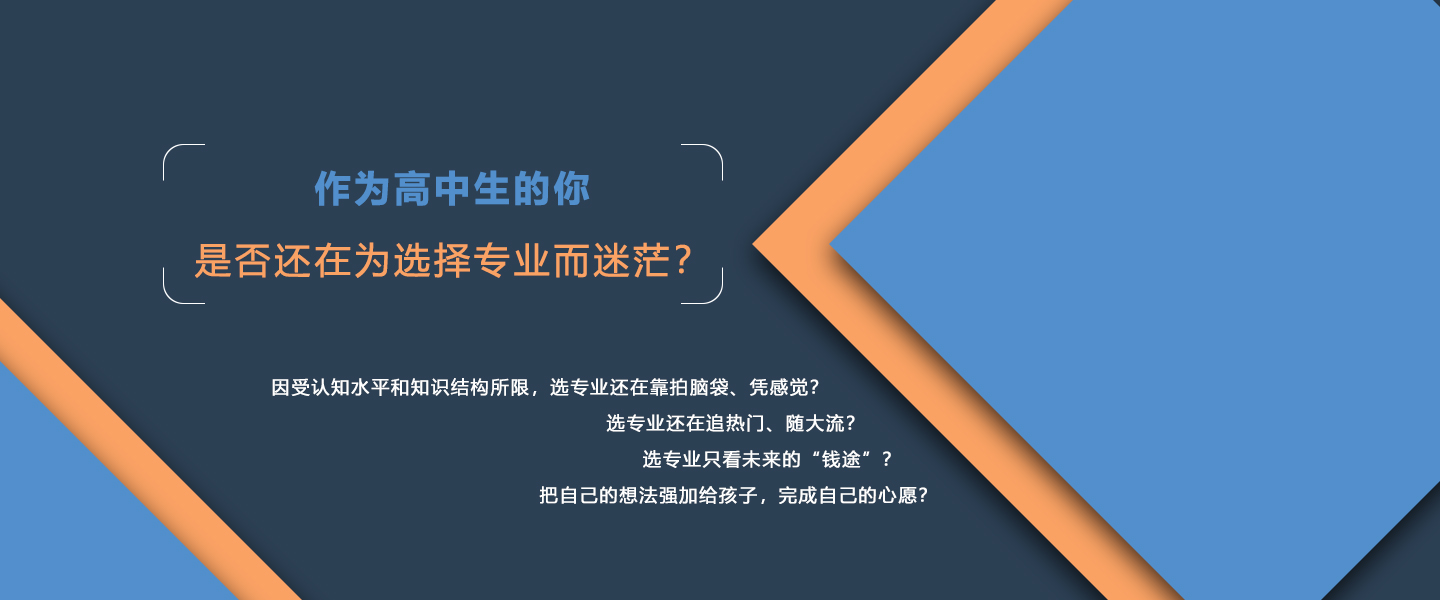 作为高中生的你
是否还在为选择专业而迷茫？
因受认知水平和知识结构所限，选专业还在靠拍脑袋、凭感觉？
选专业还在追热门、随大流？
选专业只看未来的“钱途”？
把自己的想法强加给孩子，完成自己的心愿？